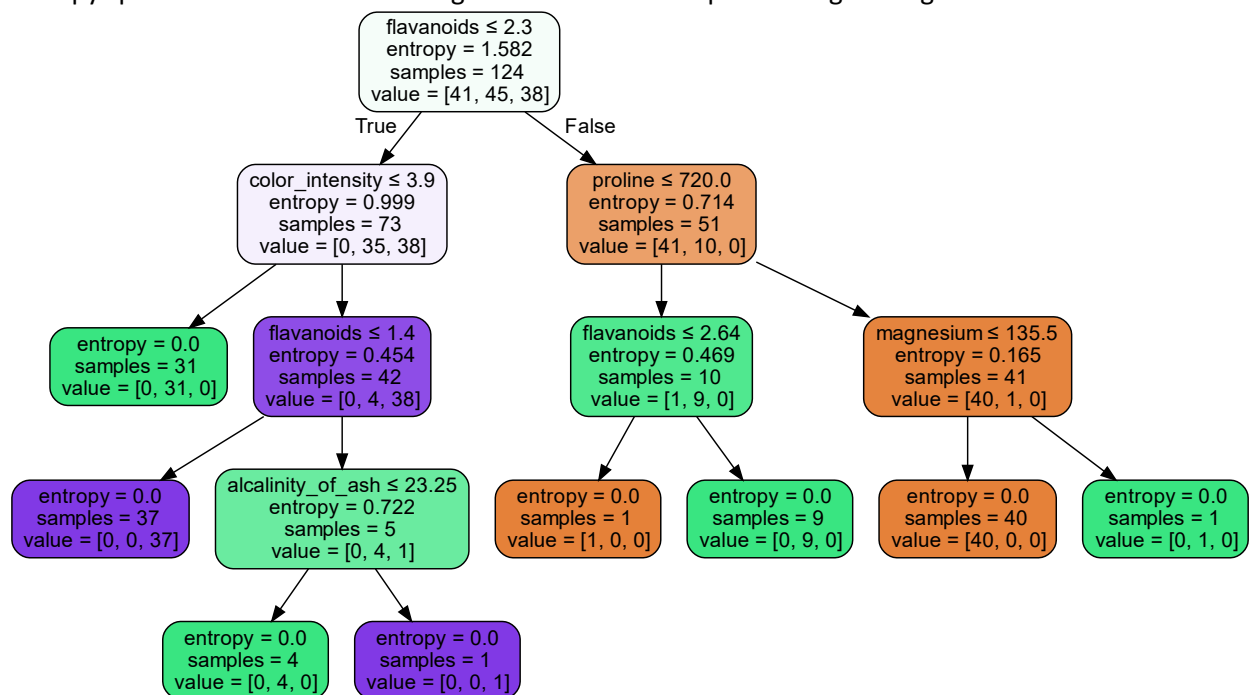 flavanoids ≤ 2.3
entropy = 1.582
samples = 124
value = [41, 45, 38]
True
False
color_intensity ≤ 3.9
entropy = 0.999
samples = 73
value = [0, 35, 38]
proline ≤ 720.0
entropy = 0.714
samples = 51
value = [41, 10, 0]
entropy = 0.0
samples = 31
value = [0, 31, 0]
flavanoids ≤ 1.4
entropy = 0.454
samples = 42
value = [0, 4, 38]
flavanoids ≤ 2.64
entropy = 0.469
samples = 10
value = [1, 9, 0]
magnesium ≤ 135.5
entropy = 0.165
samples = 41
value = [40, 1, 0]
entropy = 0.0
samples = 37
value = [0, 0, 37]
alcalinity_of_ash ≤ 23.25
entropy = 0.722
samples = 5
value = [0, 4, 1]
entropy = 0.0
samples = 1
value = [1, 0, 0]
entropy = 0.0
samples = 9
value = [0, 9, 0]
entropy = 0.0
samples = 40
value = [40, 0, 0]
entropy = 0.0
samples = 1
value = [0, 1, 0]
entropy = 0.0
samples = 4
value = [0, 4, 0]
entropy = 0.0
samples = 1
value = [0, 0, 1]